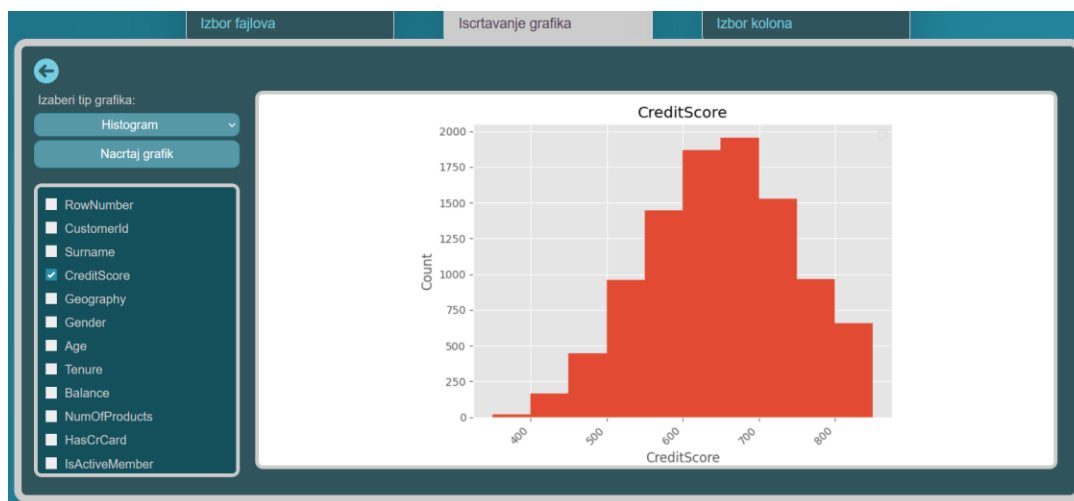 Izbor fajlova
Iscrtavanje grafika
Izbor kolona
Izaberi tip grafika:
Histogram
Nacrtaj grafik
RowNumber
CustomerId
Surname
CreditScore
Geography
Gender
Age
Tenure
Balance
NumOfProducts
HasCrCard
IsActiveMember
CreditScore
2000
1750
1500
1250
1000
750
500
250
0
Count
400
500
600
700
800
CreditScore